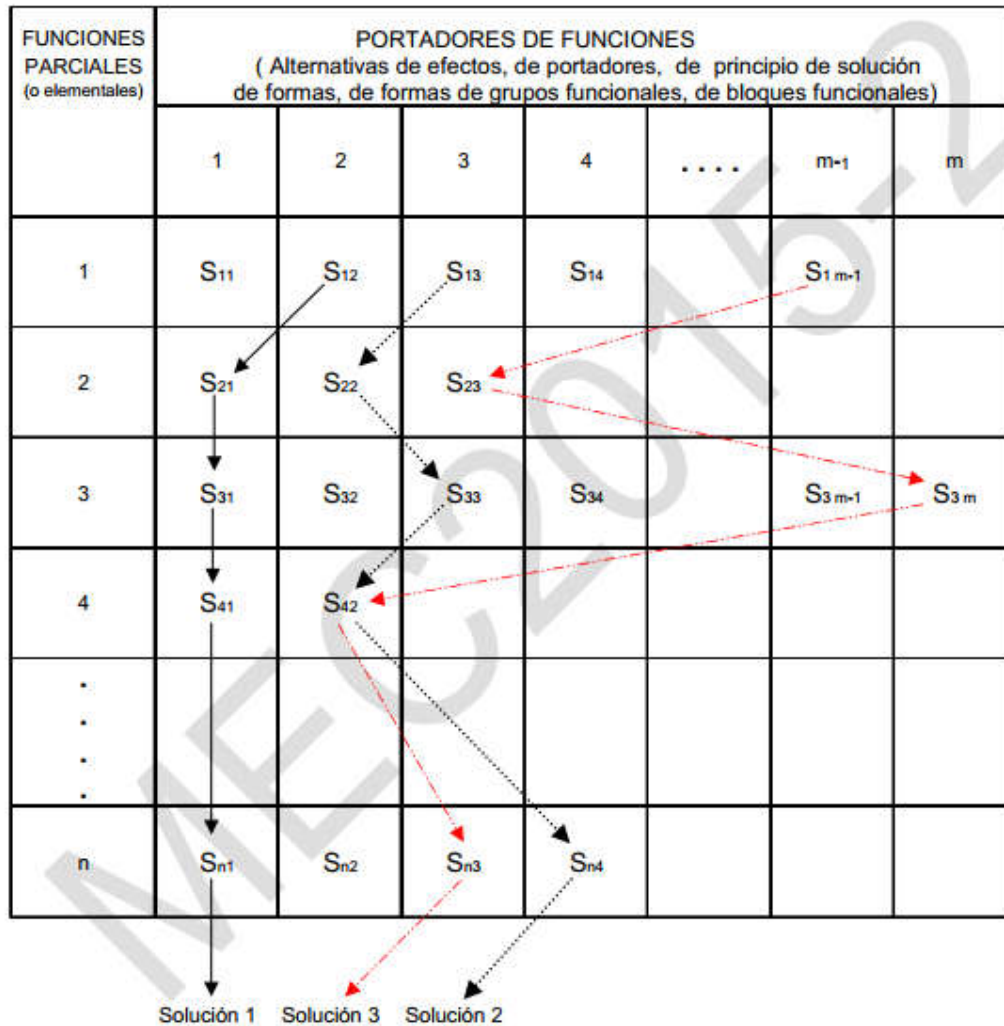 FUNCIONES
PARCIALES
(o elementales)
PORTADORES DE FUNCIONES
( Alternativas de efectos, de portadores, de principio de solución
de formas, de formas de grupos funcionales, de bloques funcionales)
1 2 3 4 . . . . m-1 m
1 S11 S12 S13 S14 S1 m-1
2 S21 S22 S23
3 S31 S32 S33 S34 S3 m-1 S3 m
4 S41 S42
.
.
.
.
n Sn1 Sn2 Sn3 Sn4
Solución 1 Solución 3 Solución 2
MEC2015-2